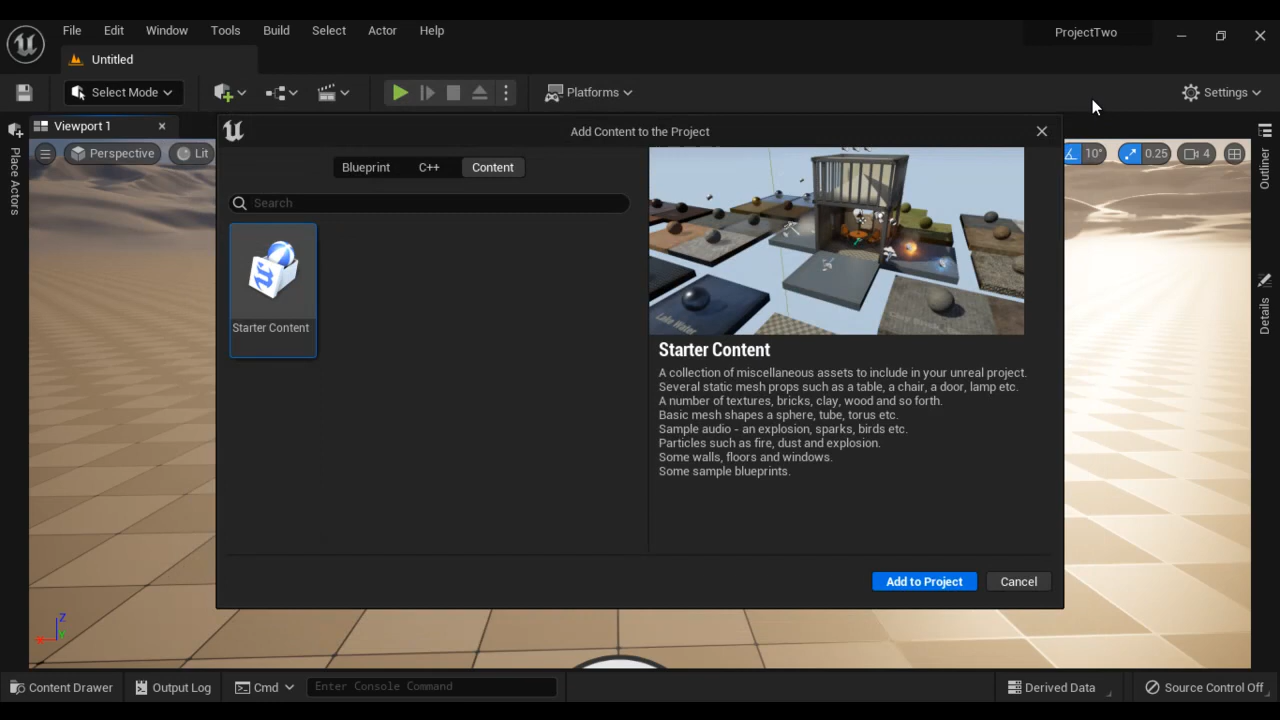 File Edit Window Tools Build Select Actor Help
ProjectTwo
Untitled
Select Mode
Platforms
Settings
Viewport 1
Add Content to the Project
Perspective
Lit
10°
0.25
4
Place Actors
Outliner
Details
Blueprint C++ Content
Search
Starter Content
Lake Water
Starter Content
A collection of miscellaneous assets to include in your unreal project.
Several static mesh props such as a table, a chair, a door, lamp etc.
A number of textures, bricks, clay, wood and so forth.
Basic mesh shapes a sphere, tube, torus etc.
Sample audio - an explosion, sparks, birds etc.
Particles such as fire, dust and explosion.
Some walls, floors and windows.
Some sample blueprints.
Add to Project Cancel
Z
Content Drawer Output Log Cmd Enter Console Command Derived Data Source Control Off